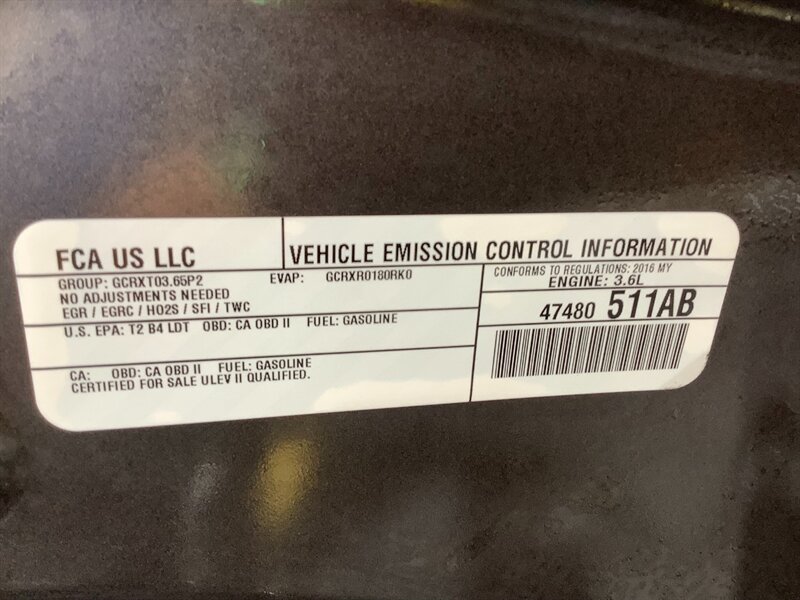 FCA US LLC
VEHICLE EMISSION CONTROL INFORMATION
GROUP: GCRXT03.65P2 EVAP: GCRXR0180RK0
NO ADJUSTMENTS NEEDED
EGR / EGRC / HO2S / SFI / TWC
CONFORMS TO REGULATIONS: 2016 MY
ENGINE: 3.6L
U.S. EPA: T2 B4 LDT OBD: CA OBD II FUEL: GASOLINE
47480 511AB
CA: OBD: CA OBD II FUEL: GASOLINE
CERTIFIED FOR SALE ULEV II QUALIFIED.